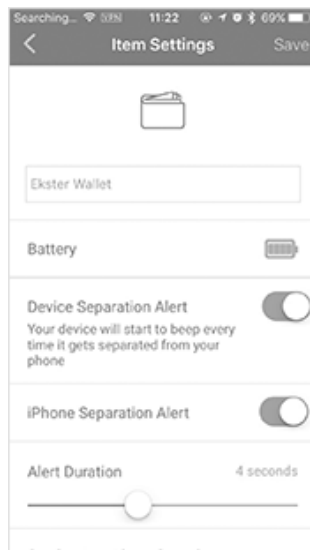 Searching... VPN 11:22 69%
Item Settings Save
Ekster Wallet
Battery
Device Separation Alert
Your device will start to beep every
time it gets separated from your
phone
iPhone Separation Alert
Alert Duration 4 seconds